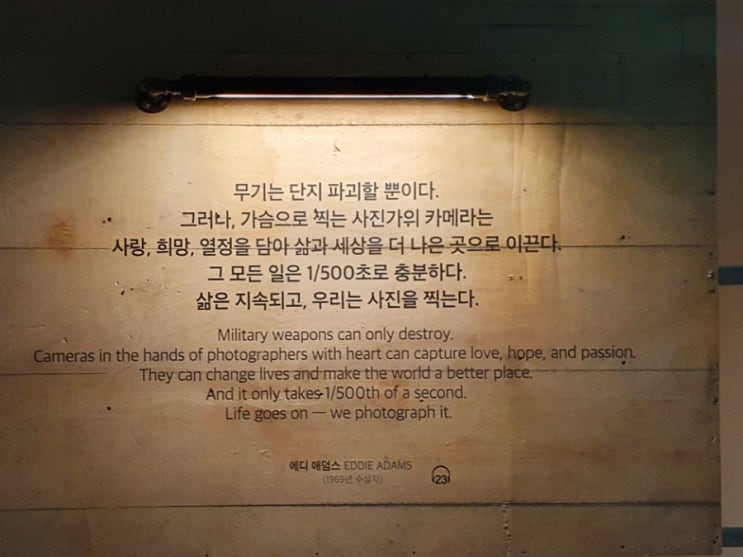 무기는 단지 파괴할 뿐이다.
그러나, 가슴으로 찍는 사진가위 카메라는
사랑, 희망, 열정을 담아 삶과 세상을 더 나은 곳으로 이끈다.
그 모든 일은 1/500초로 충분하다.
삶은 지속되고, 우리는 사진을 찍는다.
Military weapons can only destroy.
Cameras in the hands of photographers with heart can capture love, hope, and passion.
They can change lives and make the world a better place.
And it only takes 1/500th of a second.
Life goes on — we photograph it.
에디 애덤스 EDDIE ADAMS
(1969년 수상자)
23